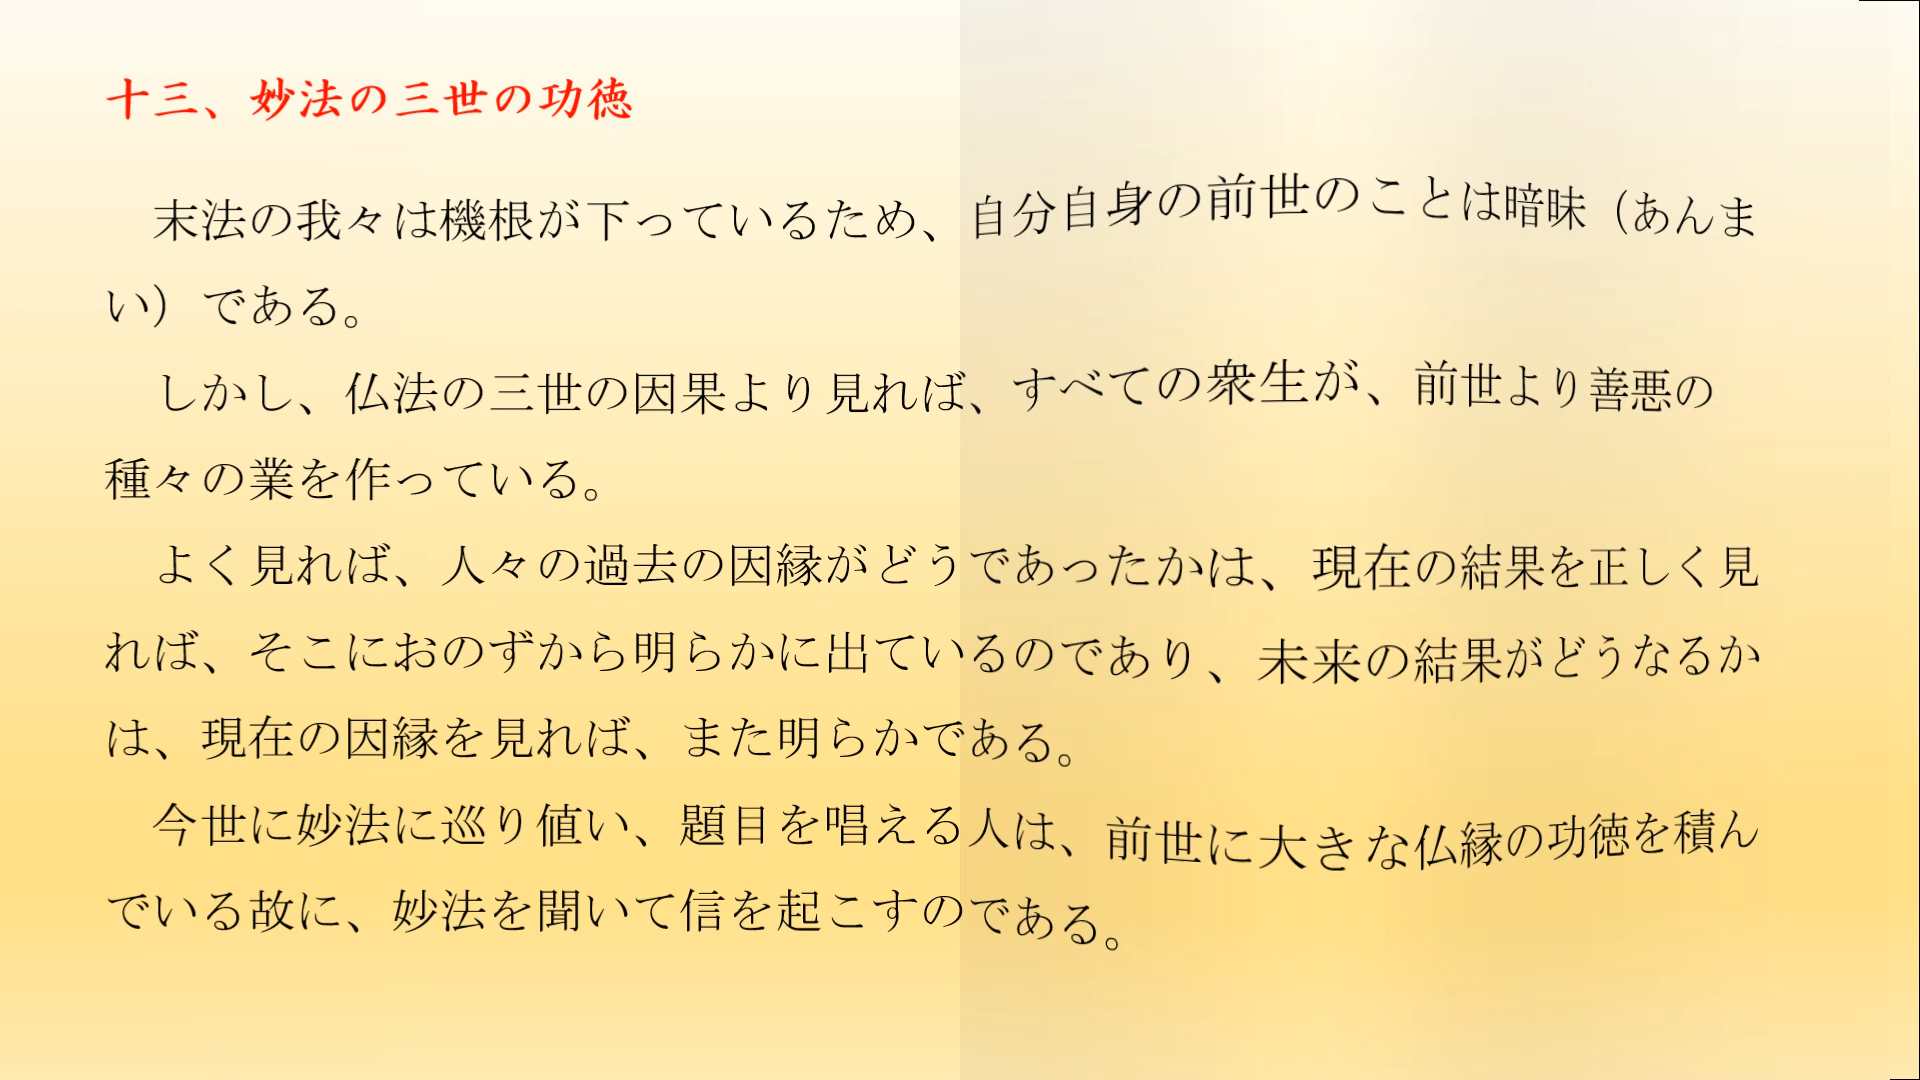 十三、妙法の三世の功徳
末法の我々は機根が下っているため、自分自身の前世のことは暗昧（あんま
い）である。
しかし、仏法の三世の因果より見れば、すべての衆生が、前世より善悪の
種々の業を作っている。
よく見れば、人々の過去の因縁がどうであったかは、現在の結果を正しく見
れば、そこにおのずから明らかに出ているのであり、未来の結果がどうなるか
は、現在の因縁を見れば、また明らかである。
今世に妙法に巡り値い、題目を唱える人は、前世に大きな仏縁の功徳を積ん
でいる故に、妙法を聞いて信を起こすのである。